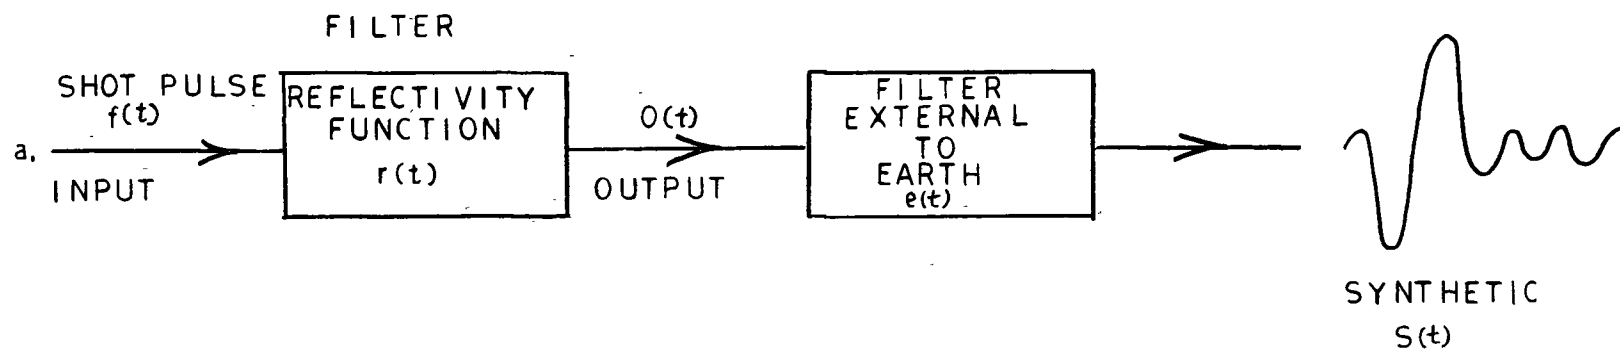 FILTER
SHOT PULSE
f(t)
a.
INPUT
REFLECTIVITY
FUNCTION
r(t)
O(t)
OUTPUT
FILTER
EXTERNAL
TO
EARTH
e(t)
SYNTHETIC
S(t)